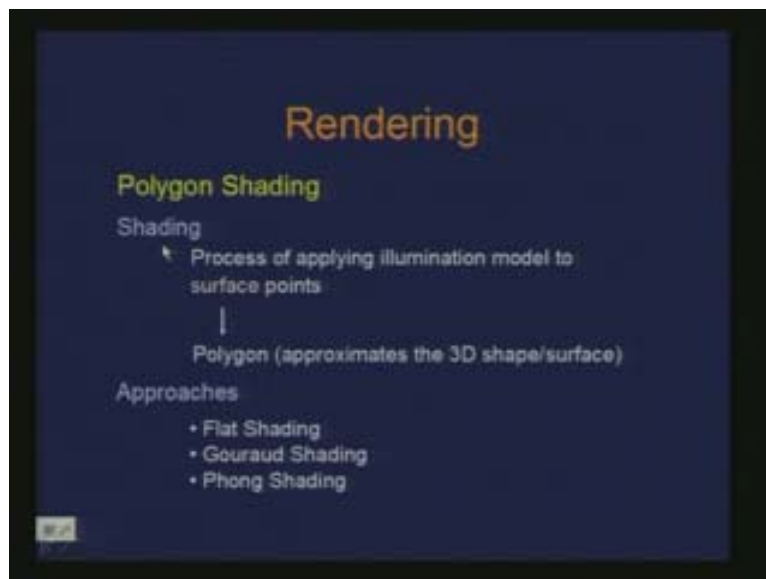 Rendering
Polygon Shading
Shading
Process of applying illumination model to
surface points
Polygon (approximates the 3D shape/surface)
Approaches
• Flat Shading
• Gouraud Shading
• Phong Shading